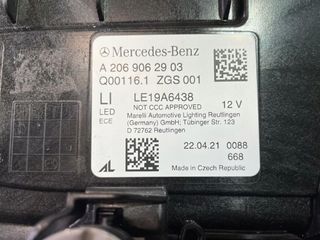 Mercedes-Benz
A 206 906 29 03
Q00116.1 ZGS 001
LI LE19A6438
LED NOT CCC APPROVED 12 V
ECE Marelli Automotive Lighting Reutlingen
(Germany) GmbH; Tübinger Str. 123
D 72762 Reutlingen
22.04.21 0088
668
AL Made in Czech Republic